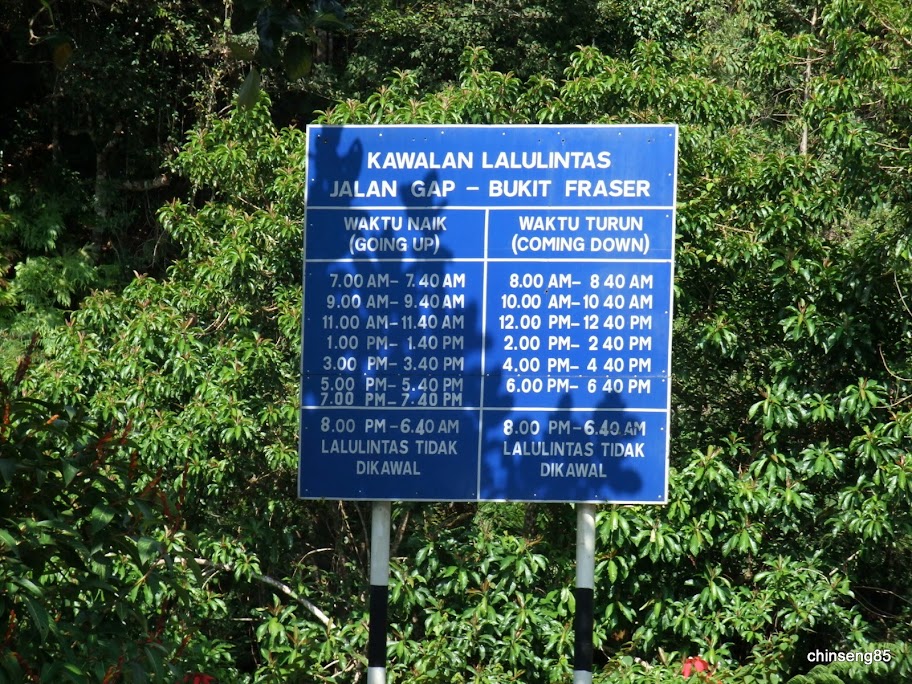 KAWALAN LALULINTAS
JALAN GAP – BUKIT FRASER
WAKTU NAIK
(GOING UP)
7.00 AM – 7.40 AM
9.00 AM – 9.40 AM
11.00 AM – 11.40 AM
1.00 PM – 1.40 PM
3.00 PM – 3.40 PM
5.00 PM – 5.40 PM
7.00 PM – 7.40 PM
8.00 PM – 6.40 AM
LALULINTAS TIDAK
DIKAWAL
WAKTU TURUN
(COMING DOWN)
8.00 AM – 8 40 AM
10.00 AM – 10 40 AM
12.00 PM – 12 40 PM
2.00 PM – 2 40 PM
4.00 PM – 4 40 PM
6.00 PM – 6 40 PM
8.00 PM – 6.40 AM
LALULINTAS TIDAK
DIKAWAL
chinseng85